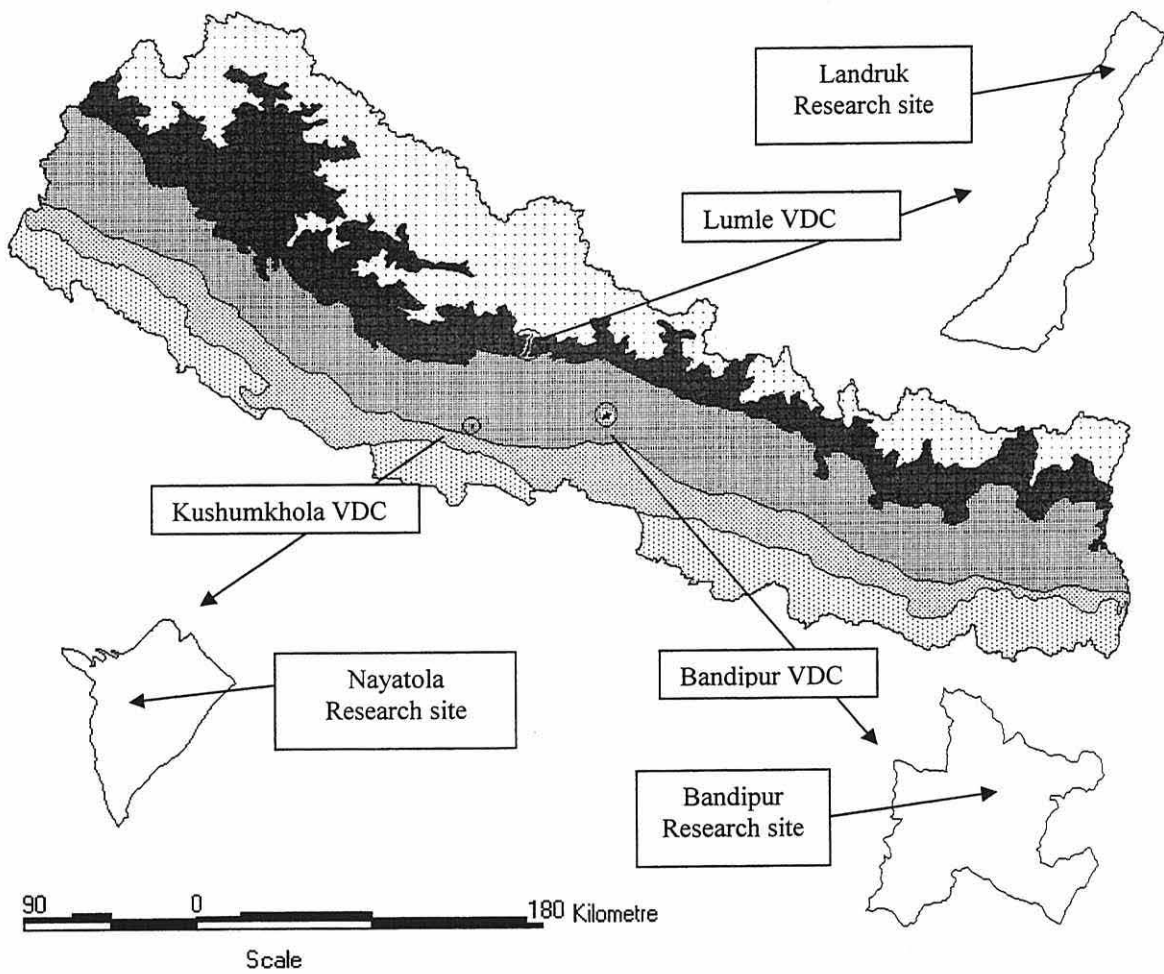 Landruk
Research site
Lumle VDC
Kushumkhola VDC
Nayatola
Research site
Bandipur VDC
Bandipur
Research site
90 0 180 Kilometre
Scale